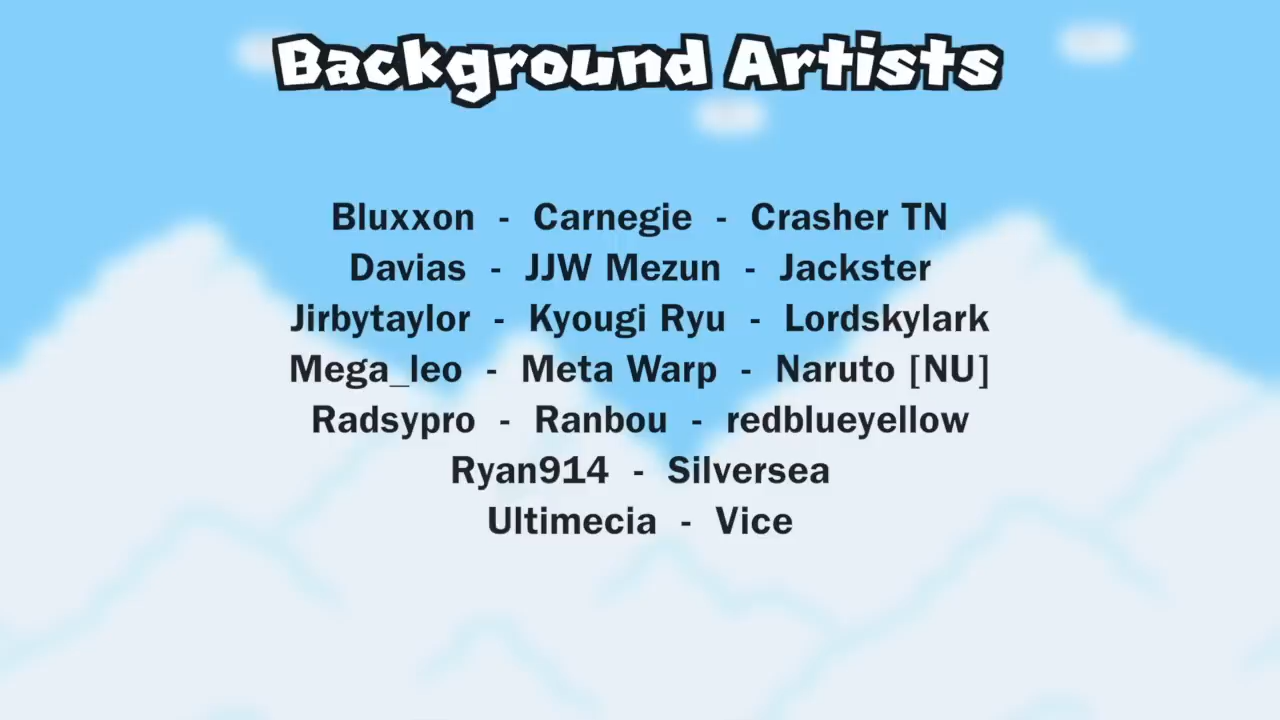 Background Artists
Bluxxon - Carnegie - Crasher TN
Davias - JJW Mezun - Jackster
Jirbytaylor - Kyougi Ryu - Lordskylark
Mega_leo - Meta Warp - Naruto [NU]
Radsypro - Ranbou - redblueyellow
Ryan914 - Silversea
Ultimecia - Vice